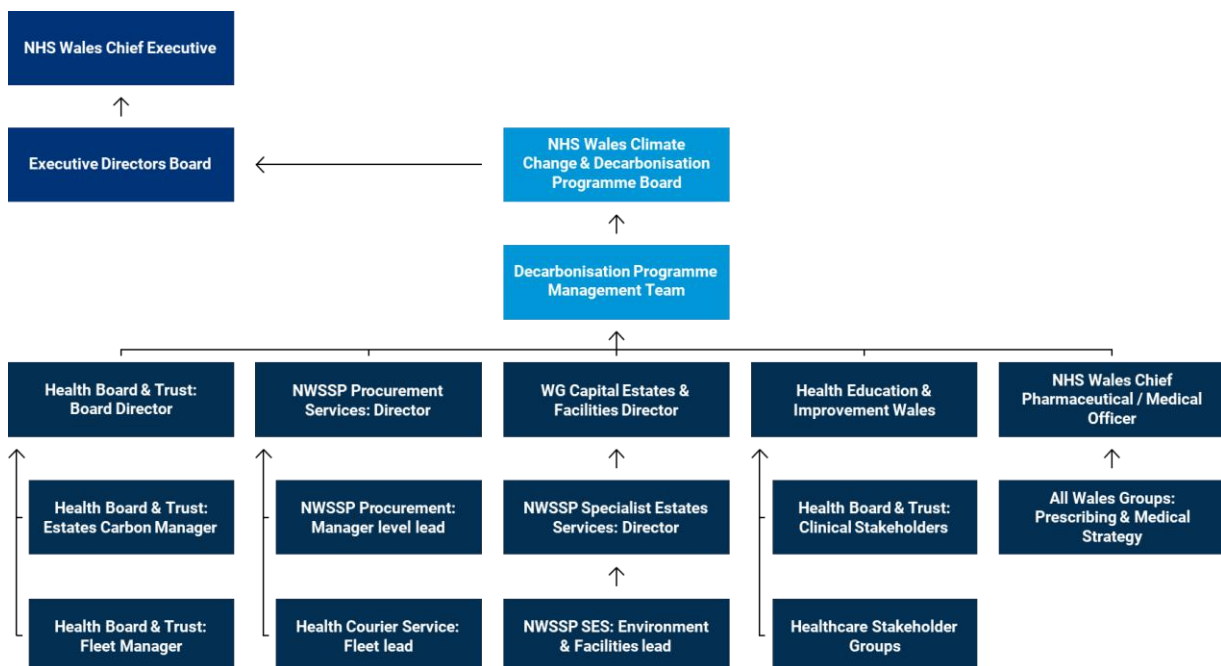 NHS Wales Chief Executive
Executive Directors Board
NHS Wales Climate
Change & Decarbonisation
Programme Board
Decarbonisation Programme
Management Team
Health Board & Trust:
Board Director
NWSSP Procurement
Services: Director
WG Capital Estates &
Facilities Director
Health Education &
Improvement Wales
NHS Wales Chief
Pharmaceutical / Medical
Officer
Health Board & Trust:
Estates Carbon Manager
NWSSP Procurement:
Manager level lead
NWSSP Specialist Estates
Services: Director
Health Board & Trust:
Clinical Stakeholders
All Wales Groups:
Prescribing & Medical
Strategy
Health Board & Trust:
Fleet Manager
Health Courier Service:
Fleet lead
NWSSP SES: Environment
& Facilities lead
Healthcare Stakeholder
Groups